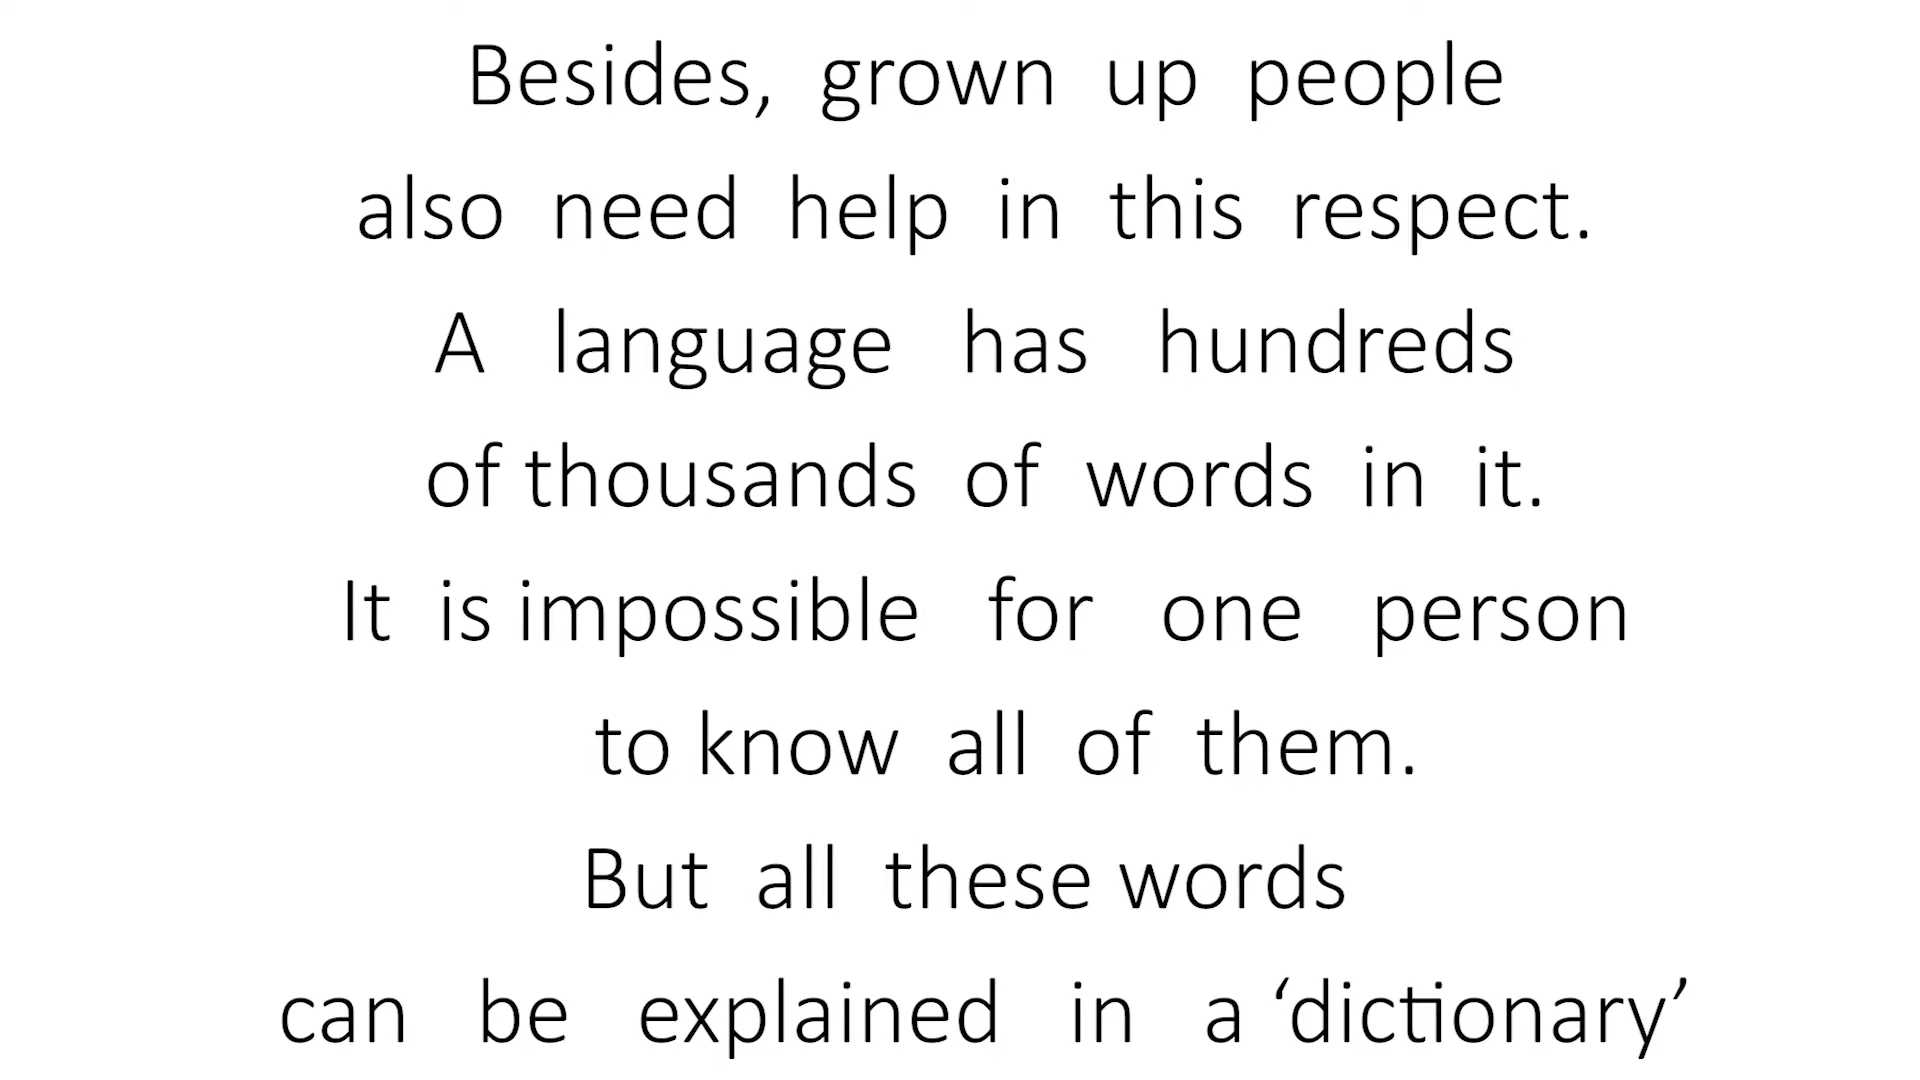 Besides, grown up people
also need help in this respect.
A language has hundreds
of thousands of words in it.
It is impossible for one person
to know all of them.
But all these words
can be explained in a ‘dictionary’